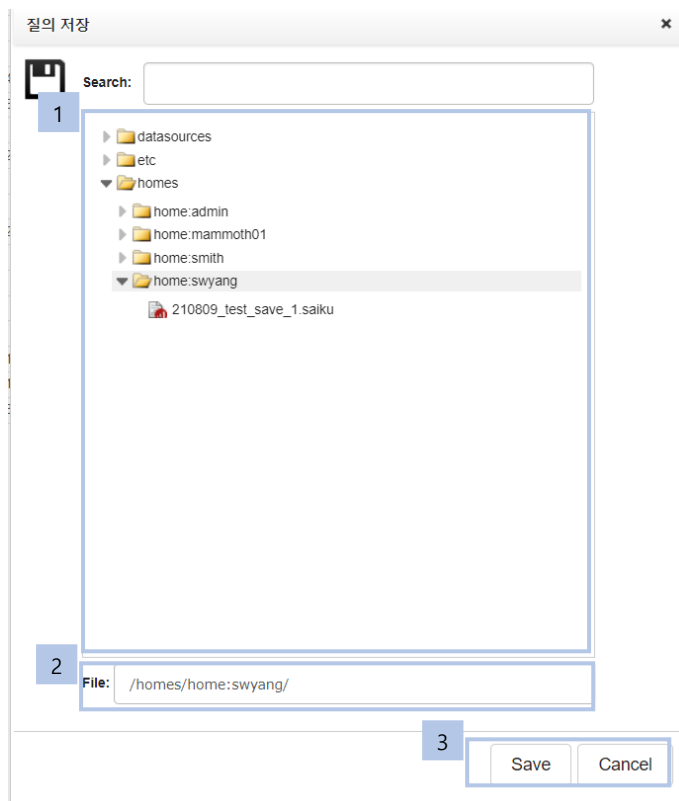 질의 저장
Search:
1
datasources
etc
homes
home:admin
home:mammoth01
home:smith
home:swyang
210809_test_save_1.saiku
2
File: /homes/home:swyang/
3
Save Cancel